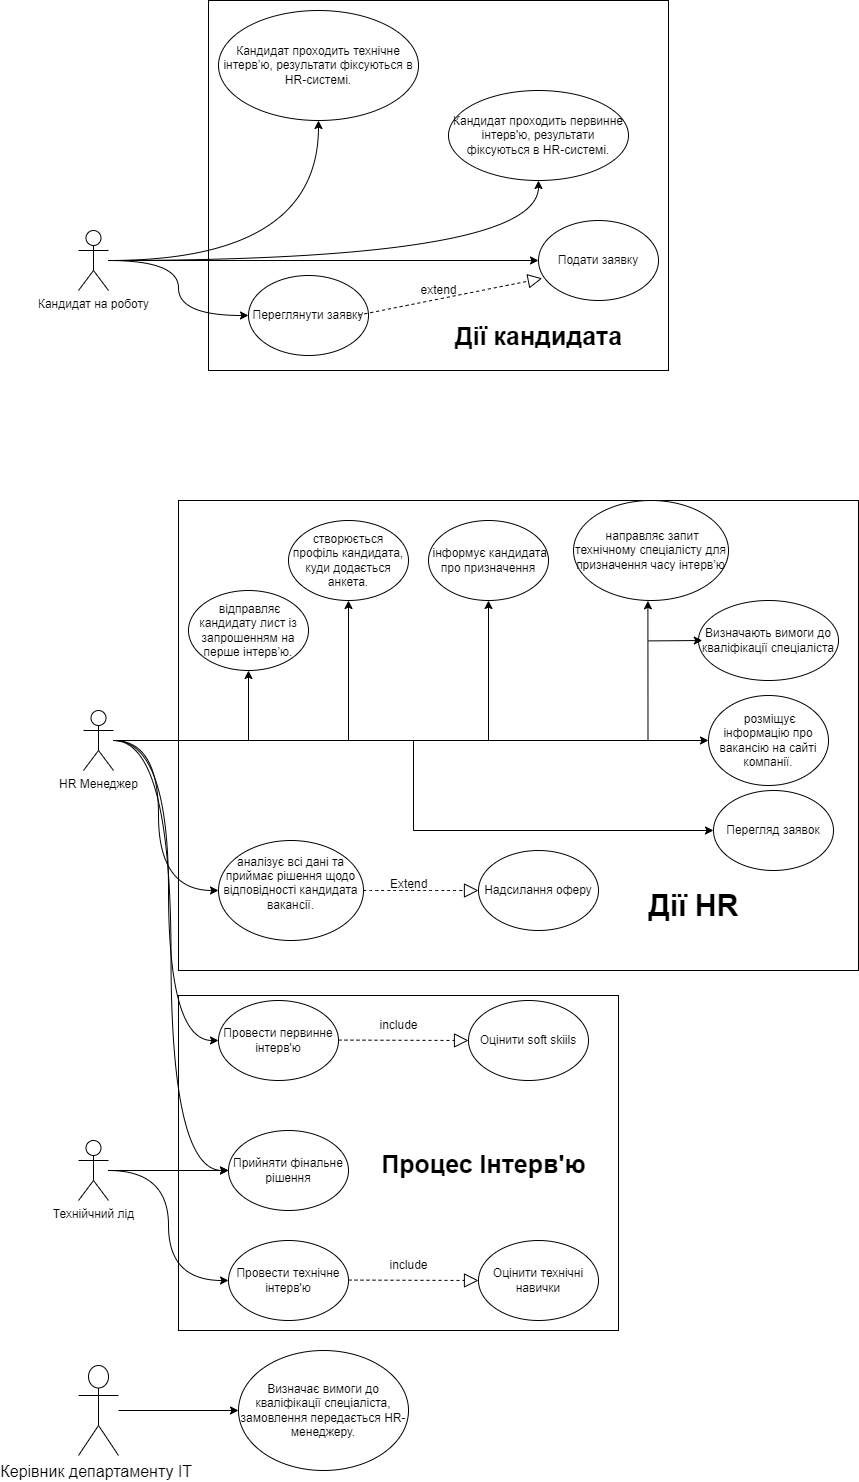 Кандидат проходить технічне
інтерв'ю, результати фіксуються в
HR-системі.
Кандидат проходить первинне
інтерв'ю, результати
фіксуються в HR-системі.
Подати заявку
Кандидат на роботу
extend
Переглянути заявку
Дії кандидата
створюється
профіль кандидата,
куди додається
анкета.
інформує кандидата
про призначення
направляє запит
технічному спеціалісту для
призначення часу інтерв'ю
відправляє
кандидату лист із
запрошенням на
перше інтерв'ю.
Визначають вимоги до
кваліфікації спеціаліста
розміщує
інформацію про
вакансію на сайті
компанії.
HR Менеджер
Перегляд заявок
аналізує всі дані та
приймає рішення щодо
відповідності кандидата
вакансії.
Extend
Надсилання оферу
Дії HR
Провести первинне
інтерв'ю
include
Оцінити soft skiils
Прийняти фінальне
рішення
Процес Інтерв'ю
Технійчний лід
Провести технічне
інтерв'ю
include
Оцінити технічні
навички
Визначає вимоги до
кваліфікації спеціаліста,
замовлення передається HR-
менеджеру.
Керівник департаменту ІТ